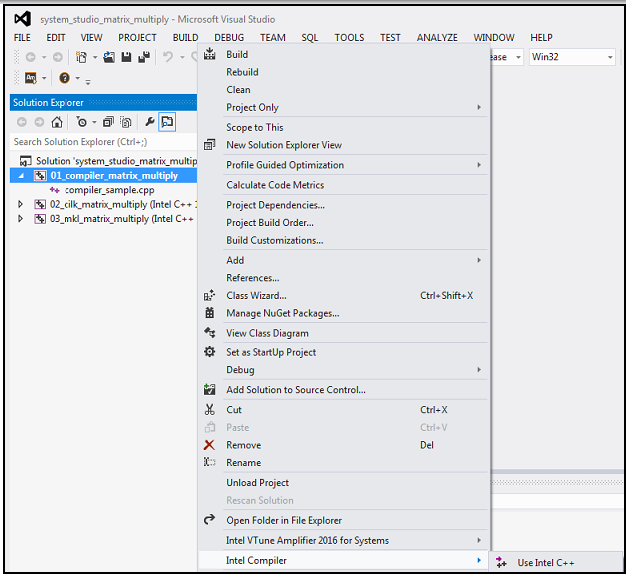 system_studio_matrix_multiply - Microsoft Visual Studio
FILE EDIT VIEW PROJECT BUILD DEBUG TEAM SQL TOOLS TEST ANALYZE WINDOW HELP
ease Win32
Solution Explorer
Search Solution Explorer (Ctrl+;)
Solution 'system_studio_matrix_multip
01_compiler_matrix_multiply
compiler_sample.cpp
02_cilk_matrix_multiply (Intel C++ 1
03_mkl_matrix_multiply (Intel C++
Build
Rebuild
Clean
Project Only
Scope to This
New Solution Explorer View
Profile Guided Optimization
Calculate Code Metrics
Project Dependencies...
Project Build Order...
Build Customizations...
Add
References...
Class Wizard... Ctrl+Shift+X
Manage NuGet Packages...
View Class Diagram
Set as StartUp Project
Debug
Add Solution to Source Control...
Cut Ctrl+X
Paste Ctrl+V
Remove Del
Rename
Unload Project
Rescan Solution
Open Folder in File Explorer
Intel VTune Amplifier 2016 for Systems
Intel Compiler
Use Intel C++